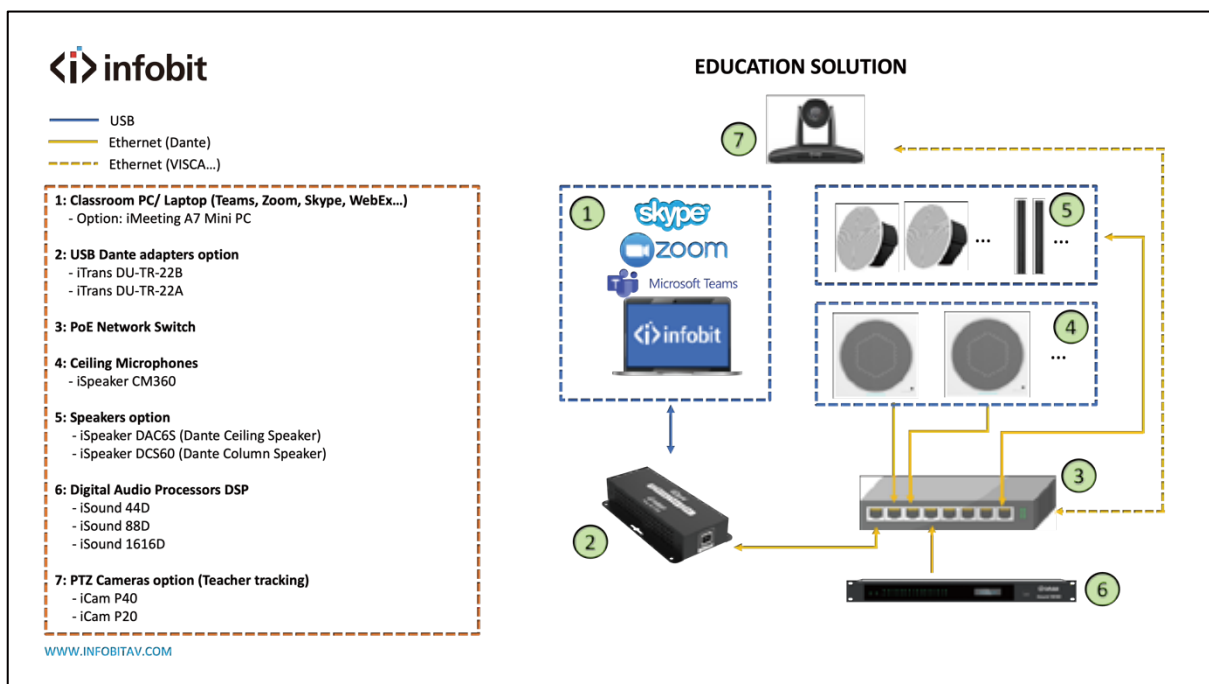 <i> infobit
EDUCATION SOLUTION
USB
Ethernet (Dante)
Ethernet (VISCA...)
1: Classroom PC/ Laptop (Teams, Zoom, Skype, WebEx...)
- Option: iMeeting A7 Mini PC
2: USB Dante adapters option
- iTrans DU-TR-22B
- iTrans DU-TR-22A
3: PoE Network Switch
4: Ceiling Microphones
- iSpeaker CM360
5: Speakers option
- iSpeaker DAC6S (Dante Ceiling Speaker)
- iSpeaker DCS60 (Dante Column Speaker)
6: Digital Audio Processors DSP
- iSound 44D
- iSound 88D
- iSound 1616D
7: PTZ Cameras option (Teacher tracking)
- iCam P40
- iCam P20
WWW.INFOBITAV.COM
7
1
skype
zoom
Microsoft Teams
<i> infobit
5
...
...
4
...
3
2
6